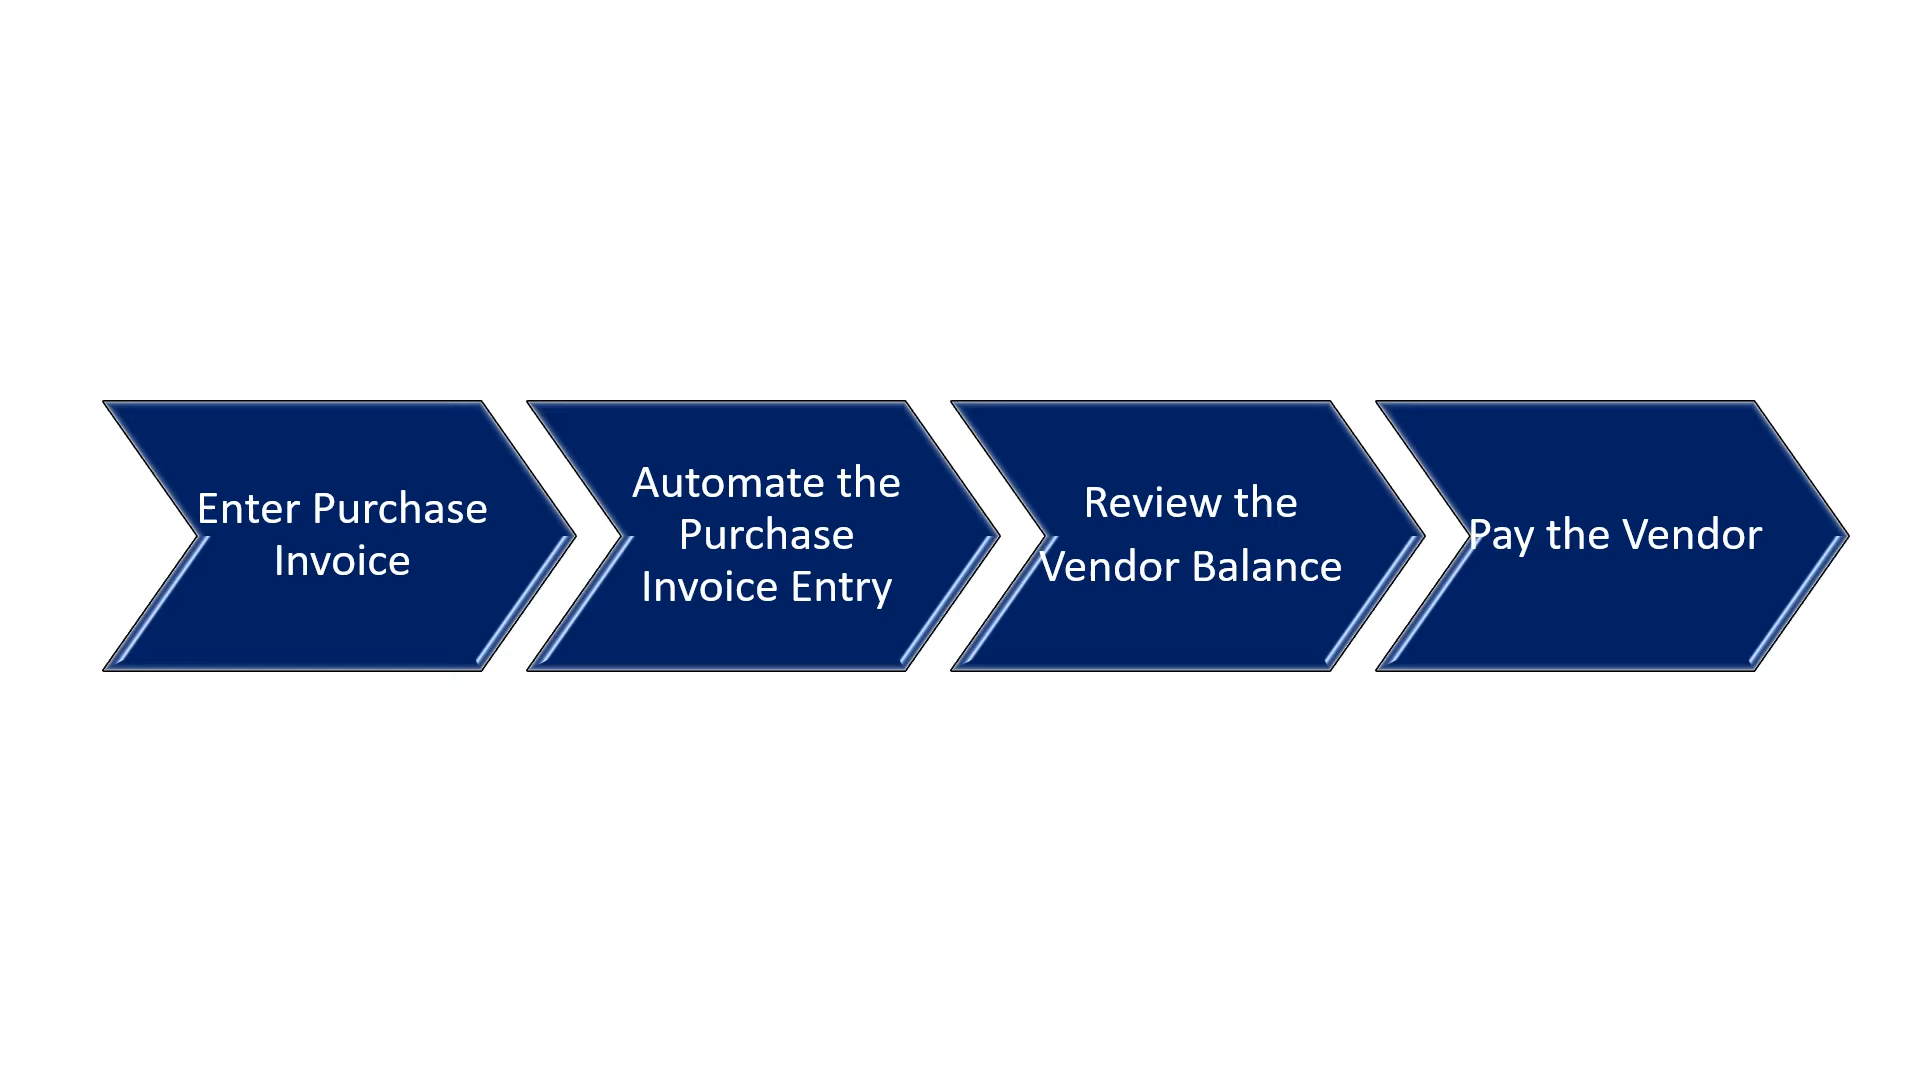 Enter Purchase
Invoice
Automate the
Purchase
Invoice Entry
Review the
Vendor Balance
Pay the Vendor